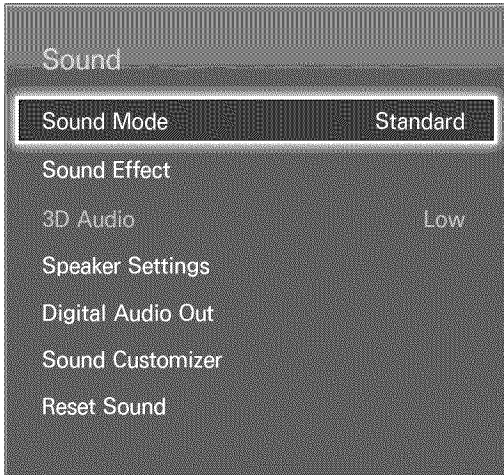 Sound
Sound Mode Standard
Sound Effect
3D Audio Low
Speaker Settings
Digital Audio Out
Sound Customizer
Reset Sound